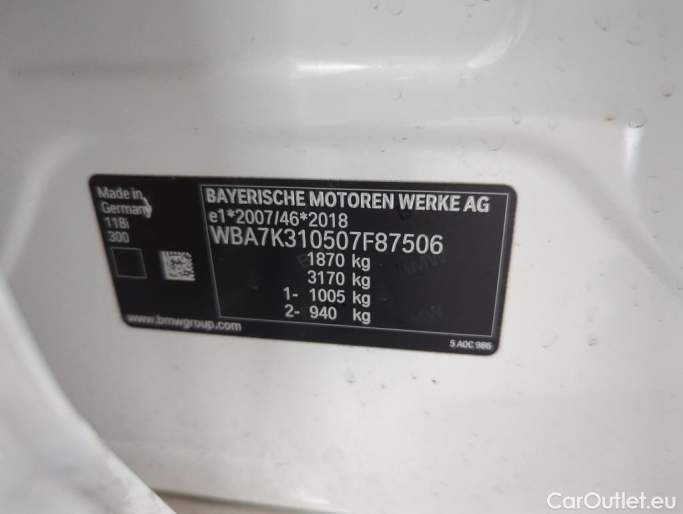 Made in
Germany
118i
300
www.bmwgroup.com
BAYERISCHE MOTOREN WERKE AG
e1*2007/46*2018
WBA7K310507F87506
1870 kg
3170 kg
1- 1005 kg
2- 940 kg
5 A0C 986
CarOutlet.eu